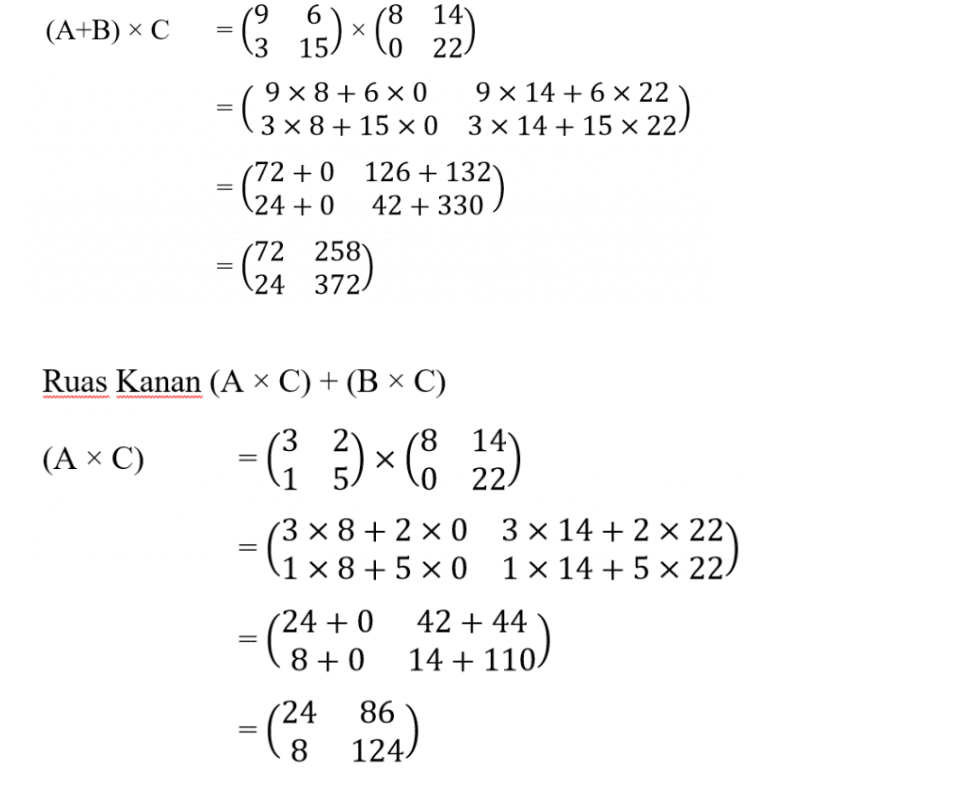 (A+B) × C = (9 6
3 15) × (8 14
0 22)
= (9 × 8 + 6 × 0 9 × 14 + 6 × 22
3 × 8 + 15 × 0 3 × 14 + 15 × 22)
= (72 + 0 126 + 132
24 + 0 42 + 330)
= (72 258
24 372)
Ruas Kanan (A × C) + (B × C)
(A × C) = (3 2
1 5) × (8 14
0 22)
= (3 × 8 + 2 × 0 3 × 14 + 2 × 22
1 × 8 + 5 × 0 1 × 14 + 5 × 22)
= (24 + 0 42 + 44
8 + 0 14 + 110)
= (24 86
8 124)